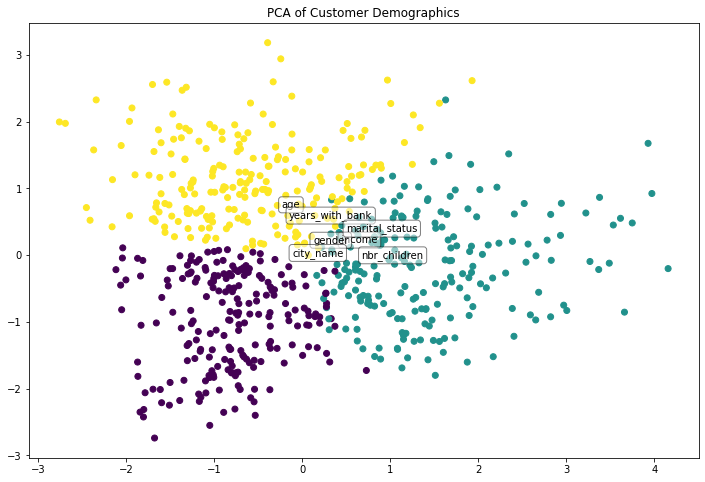 PCA of Customer Demographics
3
2
1
0
−1
−2
−3
age
years_with_bank
marital_status
gender
income
city_name
nbr_children
−3
−2
−1
0
1
2
3
4